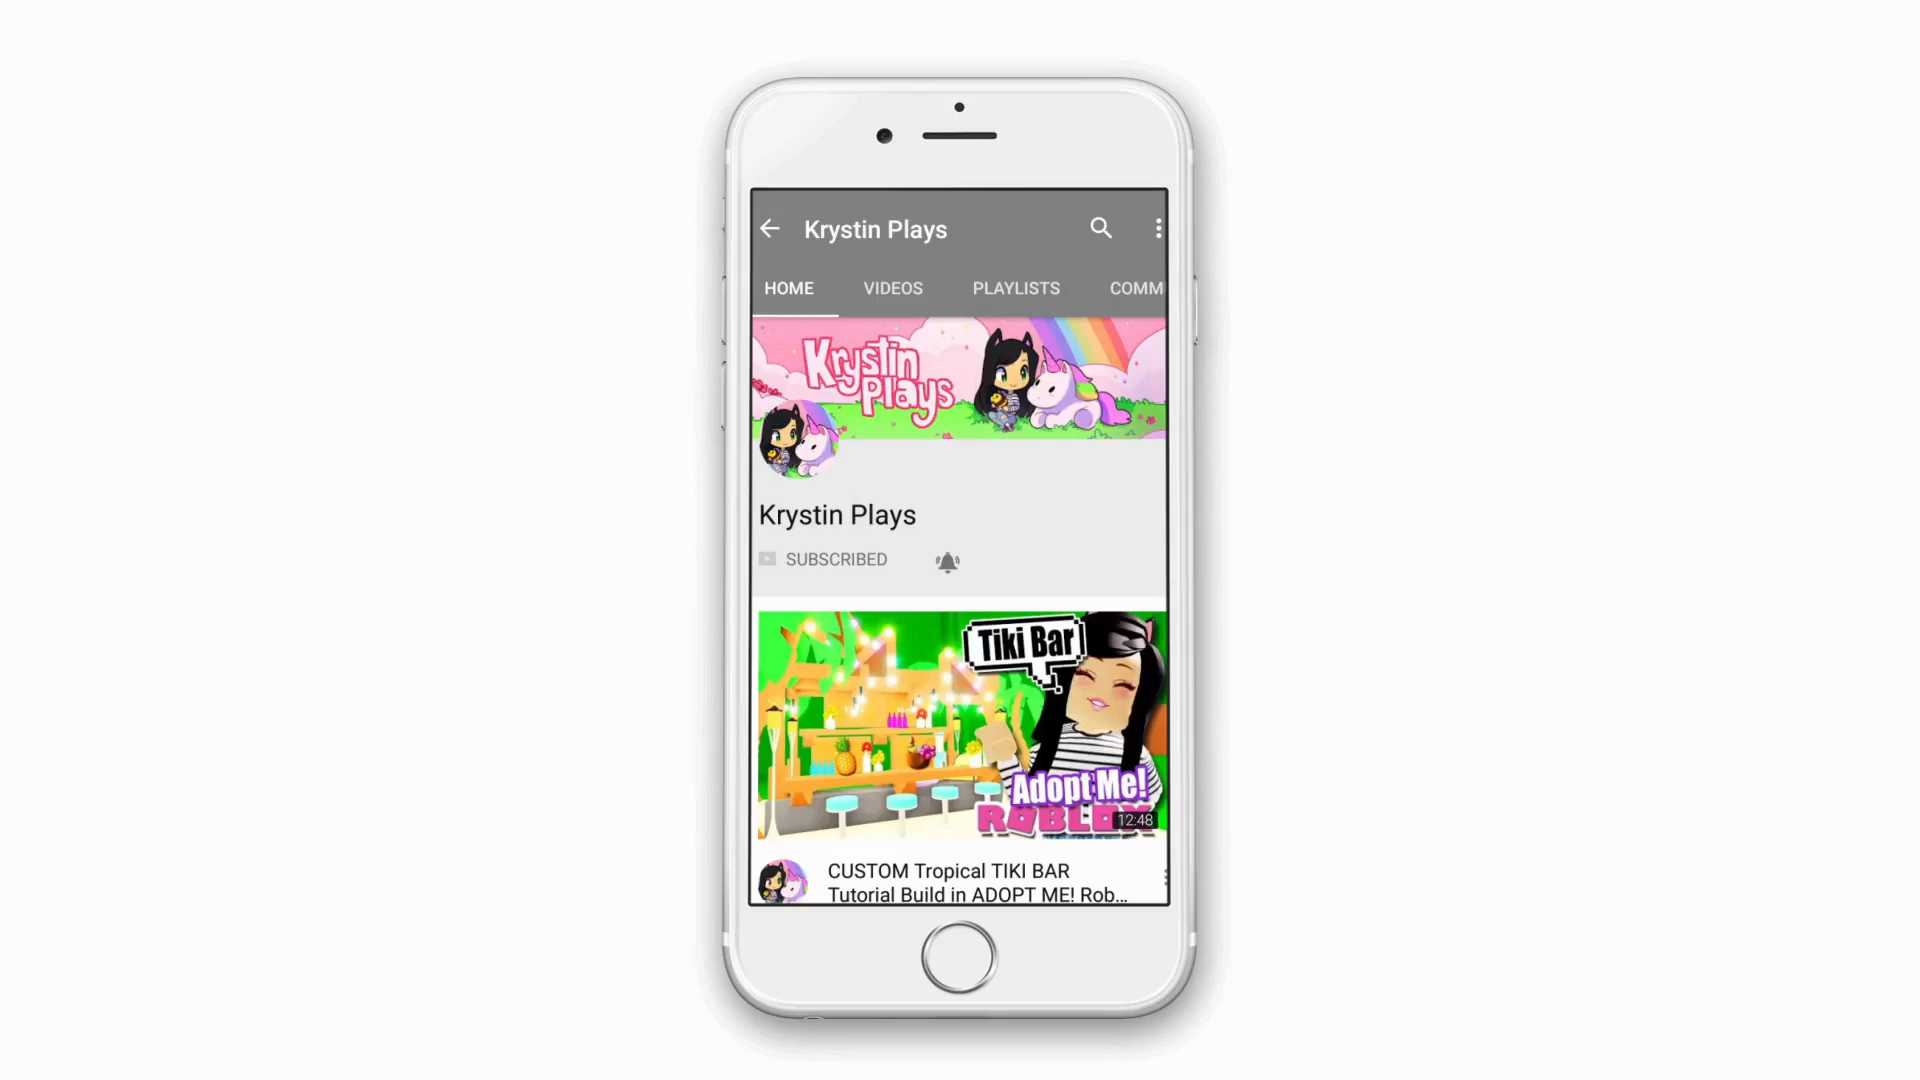 Krystin Plays
HOME VIDEOS PLAYLISTS COMM
Krystin
Plays
Krystin Plays
SUBSCRIBED
Tiki Bar
Adopt Me!
ROBLOX
12:48
CUSTOM Tropical TIKI BAR
Tutorial Build in ADOPT ME! Rob...